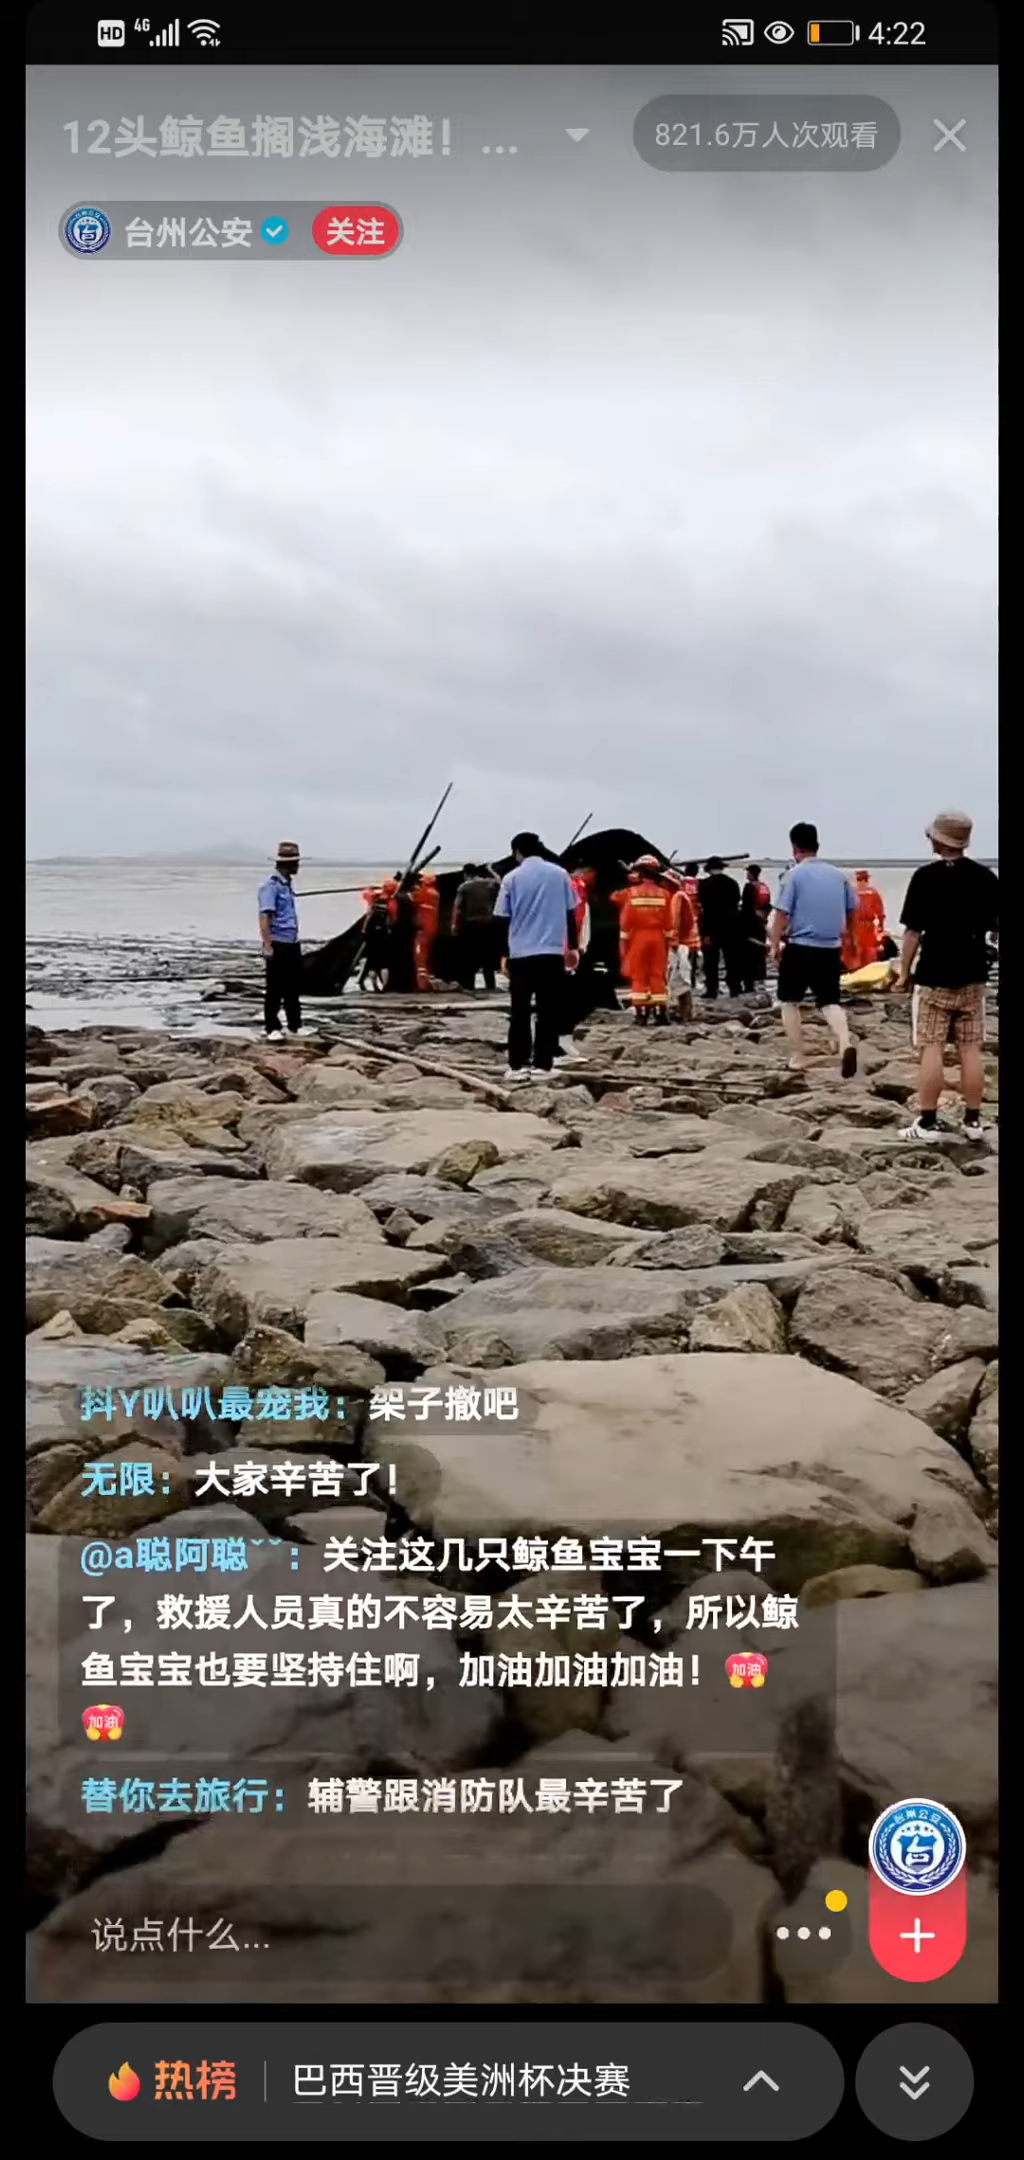 HD 4G 4:22
12头鲸鱼搁浅海滩！...
821.6万人次观看
台州公安 关注
抖Y叭叭最宠我：架子撤吧
无限：大家辛苦了！
@a聪阿聪ˇˇ：关注这几只鲸鱼宝宝一下午
了，救援人员真的不容易太辛苦了，所以鲸
鱼宝宝也要坚持住啊，加油加油加油！加油
加油
替你去旅行：辅警跟消防队最辛苦了
说点什么...
热榜 巴西晋级美洲杯决赛